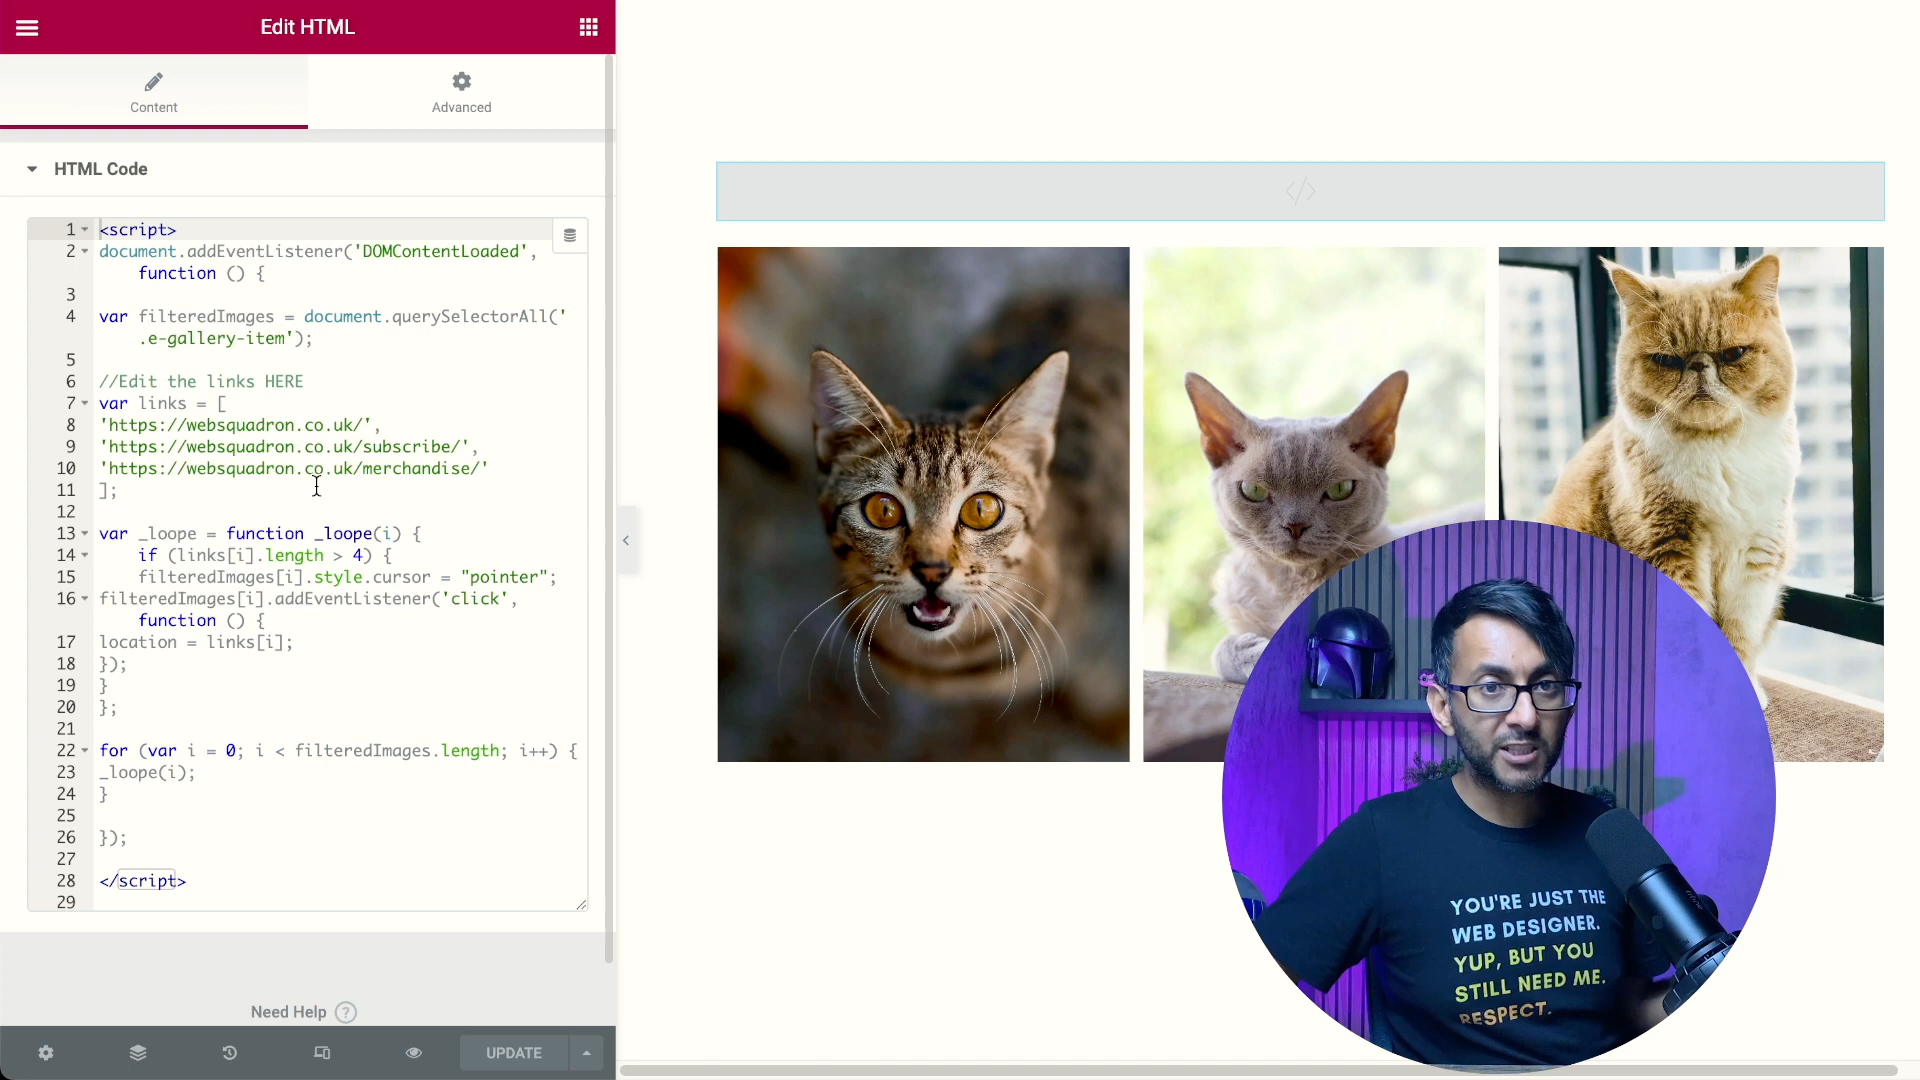 Edit HTML
Content
Advanced
HTML Code
1 <script>
2 document.addEventListener('DOMContentLoaded',
function () {
3
4 var filteredImages = document.querySelectorAll('
.e-gallery-item');
5
6 //Edit the links HERE
7 var links = [
8 'https://websquadron.co.uk/',
9 'https://websquadron.co.uk/subscribe/',
10 'https://websquadron.co.uk/merchandise/'
11 ];
12
13 var _loope = function _loope(i) {
14 if (links[i].length > 4) {
15 filteredImages[i].style.cursor = "pointer";
16 filteredImages[i].addEventListener('click',
function () {
17 location = links[i];
18 });
19 }
20 };
21
22 for (var i = 0; i < filteredImages.length; i++) {
23 _loope(i);
24 }
25
26 });
27
28 </script>
29
Need Help ?
UPDATE
</>
YOU'RE JUST THE
WEB DESIGNER.
YUP, BUT YOU
STILL NEED ME.
RESPECT.